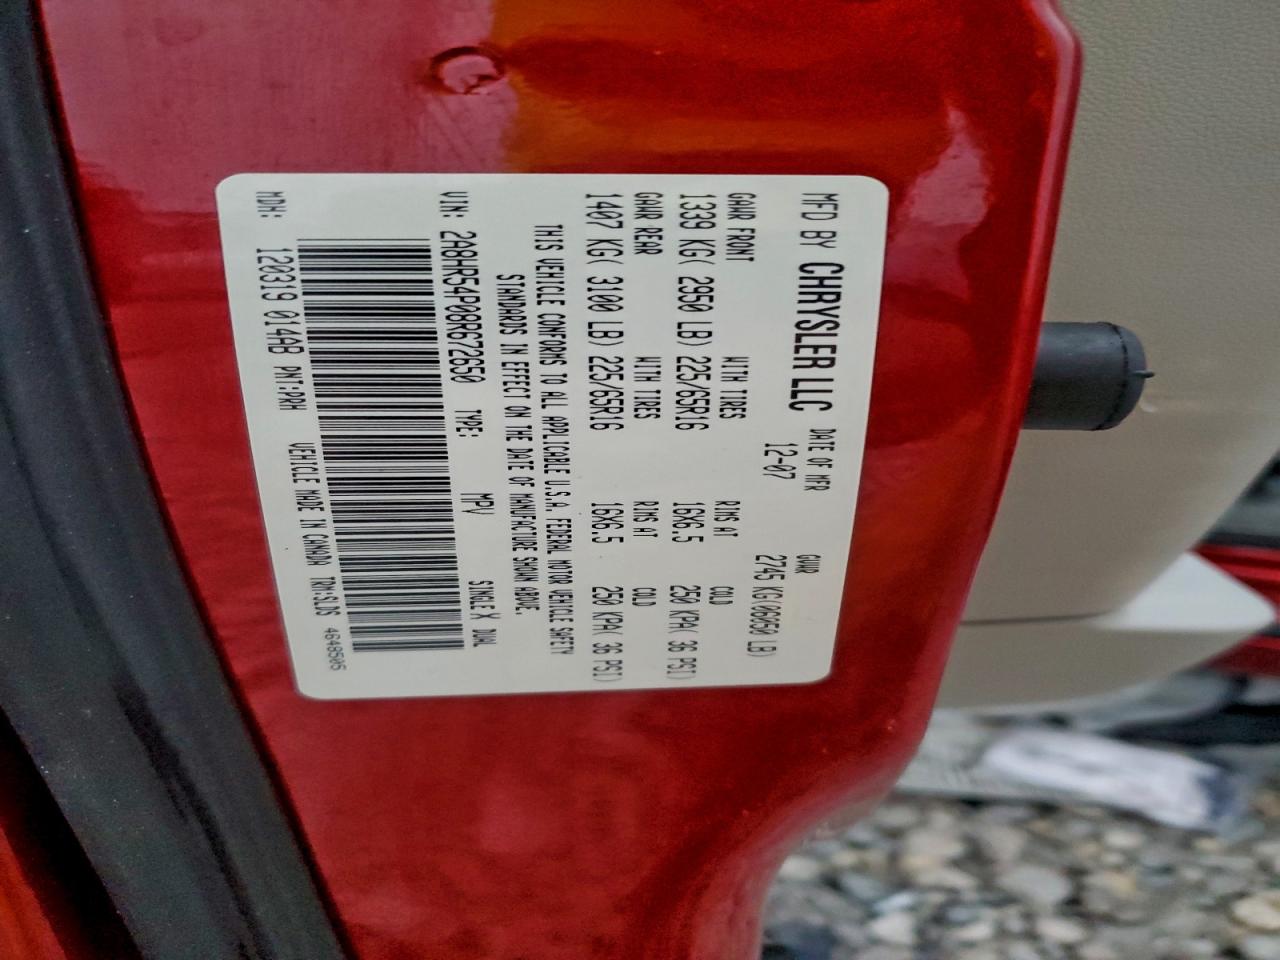 MFD BY CHRYSLER LLC DATE OF MFR GVWR
12-07 2745 KG(06050 LB)
GAWR FRONT WITH TIRES RIMS AT COLD
1339 KG( 2950 LB) 225/65R16 16X6.5 250 KPA( 36 PSI)
GAWR REAR WITH TIRES RIMS AT COLD
1407 KG( 3100 LB) 225/65R16 16X6.5 250 KPA( 36 PSI)
THIS VEHICLE CONFORMS TO ALL APPLICABLE U.S.A. FEDERAL MOTOR VEHICLE SAFETY
STANDARDS IN EFFECT ON THE DATE OF MANUFACTURE SHOWN ABOVE.
VIN: 2A8HR54P08R672650 TYPE: MPV SINGLE X DUAL
MDH: 120319 014AB PNT:PRH VEHICLE MADE IN CANADA TRM:SLDS 4648505